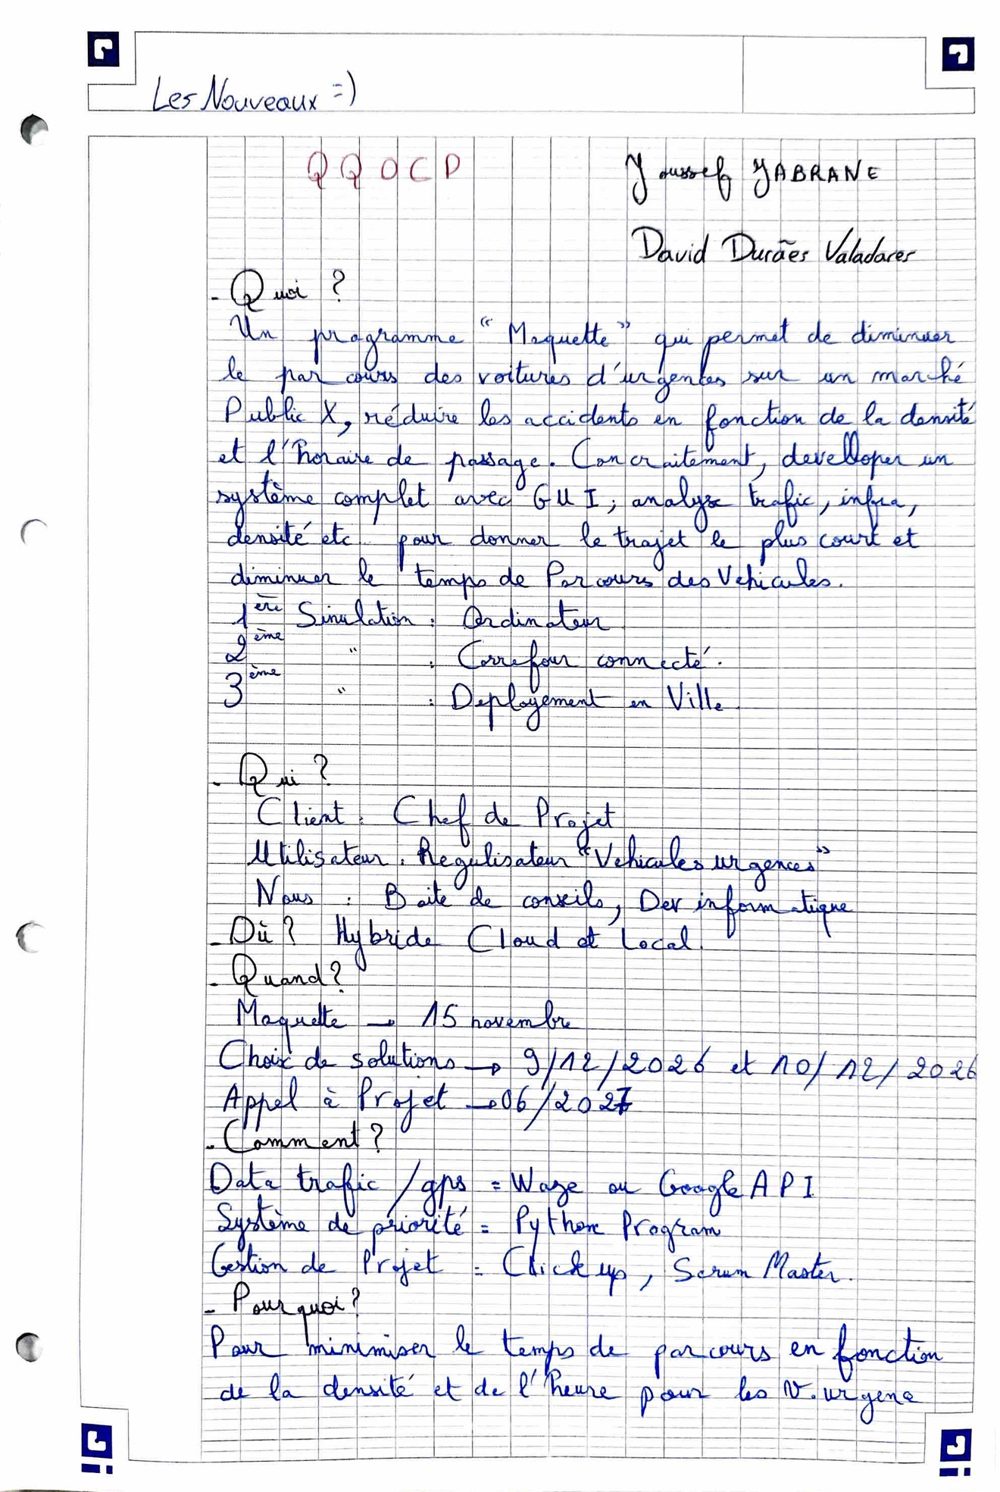 Les Nouveaux =)
QQOCP
Youssef JABRANE
David Durães Valadares
- Quoi ?
Un programme “Maquette” qui permet de diminuer
le parcours des voitures d'urgentes sur un marché
Public X, réduire les accidents en fonction de la densité
et l'horaire de passage. Concraitement, developper un
système complet avec GUI, analyse trafic, infra,
densité etc pour donner le trajet le plus court et
diminuer le temps de Parcours des Vehicules.
1ère Simulation : Ordinateur
2ème " : Carrefour connecté.
3ème " : Deployement en Ville
- Qui ?
Client : Chef de Projet
Utilisateur : Regulisateur “Vehicules urgences”
Nous : Boite de conseils, Dev informatique
- Où ? Hybride Cloud et Local.
- Quand ?
Maquette → 15 novembre
Choix de solutions → 9/12/2026 et 10/12/2026
Appel à Projet → 06/2027
- Comment ?
Data trafic / gps = Waze ou Google API
Système de priorité = Python Program
Gestion de Projet = Clickup, Scrum Master.
- Pourquoi ?
Pour minimiser le temps de parcours en fonction
de la densité et de l'heure pour les V. urgenc